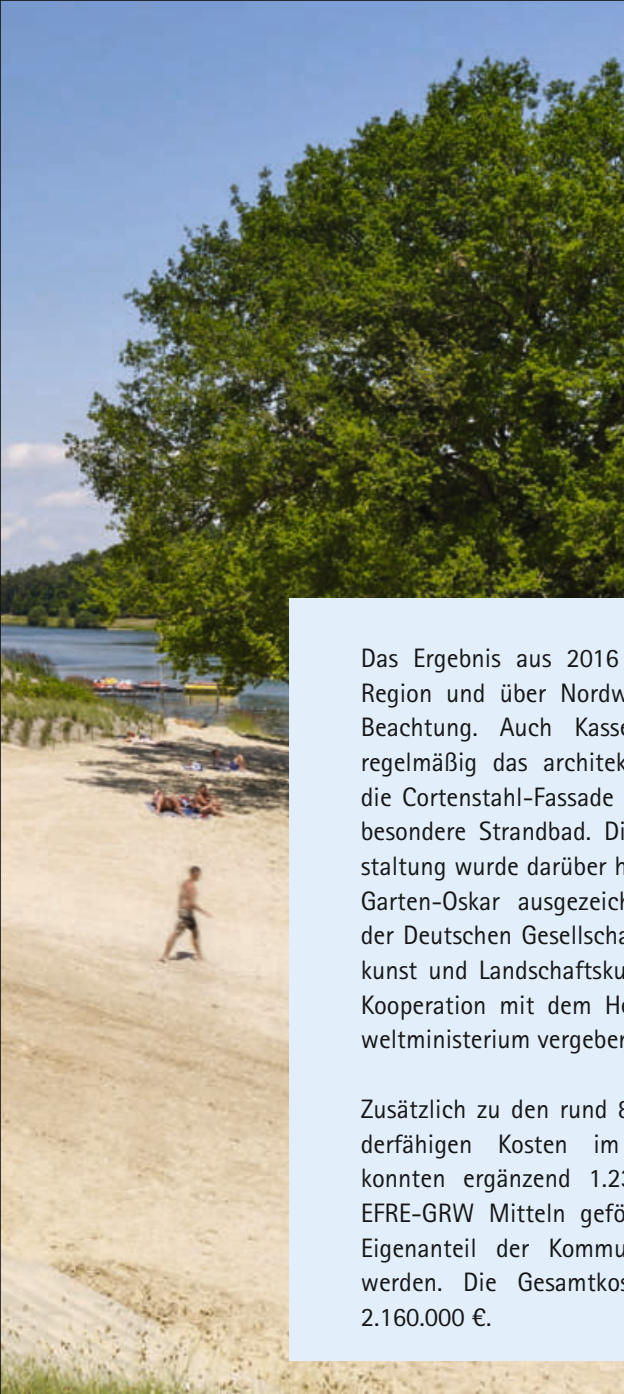 Das Ergebnis aus 2016
Region und über Nordw
Beachtung. Auch Kasse
regelmäßig das architek
die Cortenstahl-Fassade
besondere Strandbad. Di
staltung wurde darüber h
Garten-Oskar ausgezeich
der Deutschen Gesellscha
kunst und Landschaftsku
Kooperation mit dem He
weltministerium vergeben
Zusätzlich zu den rund 8
derfähigen Kosten im
konnten ergänzend 1.23
EFRE-GRW Mitteln geför
Eigenanteil der Kommu
werden. Die Gesamtkos
2.160.000 €.